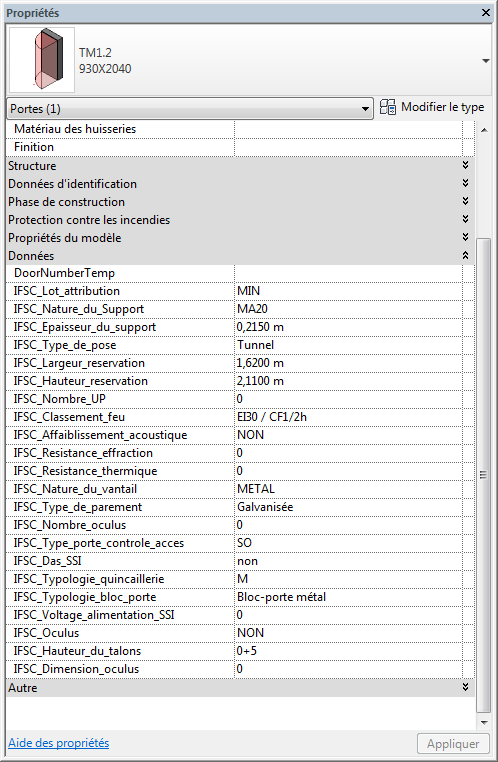 Propriétés
TM1.2
930X2040
Portes (1)
Modifier le type
Matériau des huisseries
Finition
Structure
Données d'identification
Phase de construction
Protection contre les incendies
Propriétés du modèle
Données
DoorNumberTemp
IFSC_Lot_attribution MIN
IFSC_Nature_du_Support MA20
IFSC_Epaisseur_du_support 0,2150 m
IFSC_Type_de_pose Tunnel
IFSC_Largeur_reservation 1,6200 m
IFSC_Hauteur_reservation 2,1100 m
IFSC_Nombre_UP 0
IFSC_Classement_feu EI30 / CF1/2h
IFSC_Affaiblissement_acoustique NON
IFSC_Resistance_effraction 0
IFSC_Resistance_thermique 0
IFSC_Nature_du_vantail METAL
IFSC_Type_de_parement Galvanisée
IFSC_Nombre_oculus 0
IFSC_Type_porte_controle_acces SO
IFSC_Das_SSI non
IFSC_Typologie_quincaillerie M
IFSC_Typologie_bloc_porte Bloc-porte métal
IFSC_Voltage_alimentation_SSI 0
IFSC_Oculus NON
IFSC_Hauteur_du_talons 0+5
IFSC_Dimension_oculus 0
Autre
Aide des propriétés
Appliquer